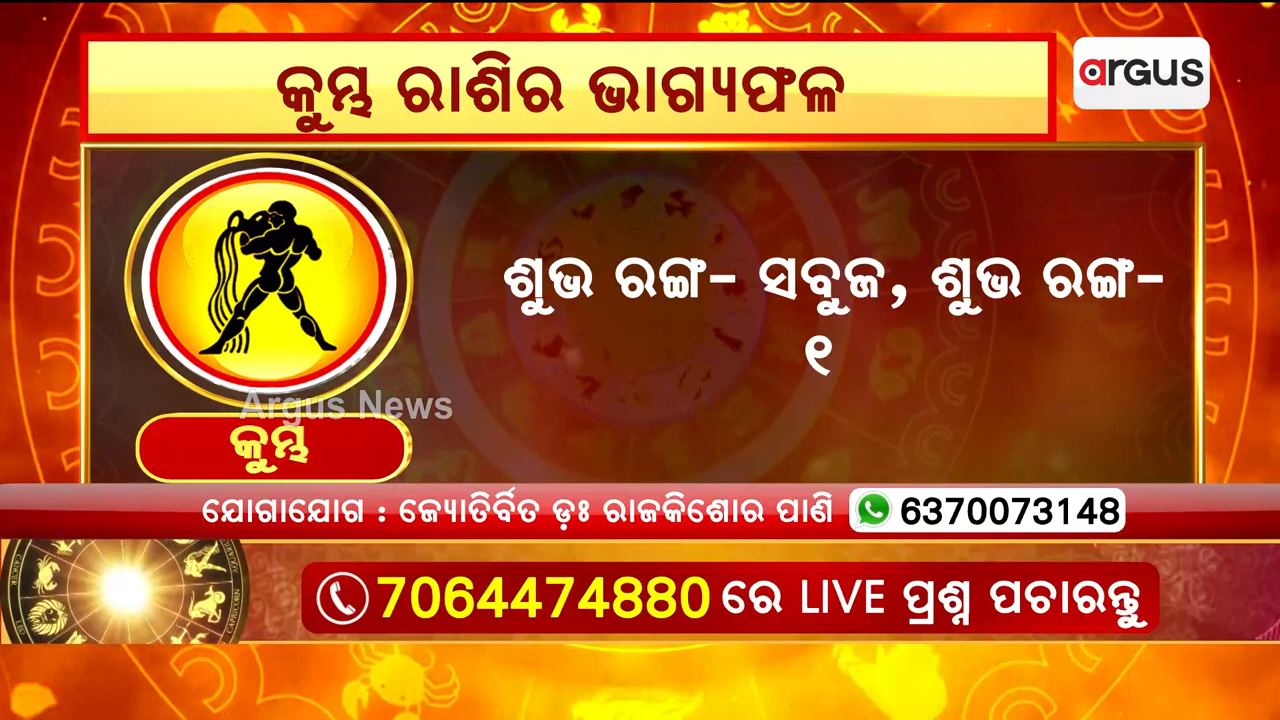 କୁମ୍ଭ ରାଶିର ଭାଗ୍ୟଫଳ
argus
ଶୁଭ ରଙ୍ଗ- ସବୁଜ, ଶୁଭ ରଙ୍ଗ-
୧
Argus News
କୁମ୍ଭ
ଯୋଗାଯୋଗ : ଜ୍ୟୋତିର୍ବିତ ଡ଼ଃ ରାଜକିଶୋର ପାଣି 6370073148
7064474880 ରେ LIVE ପ୍ରଶ୍ନ ପଚାରନ୍ତୁ